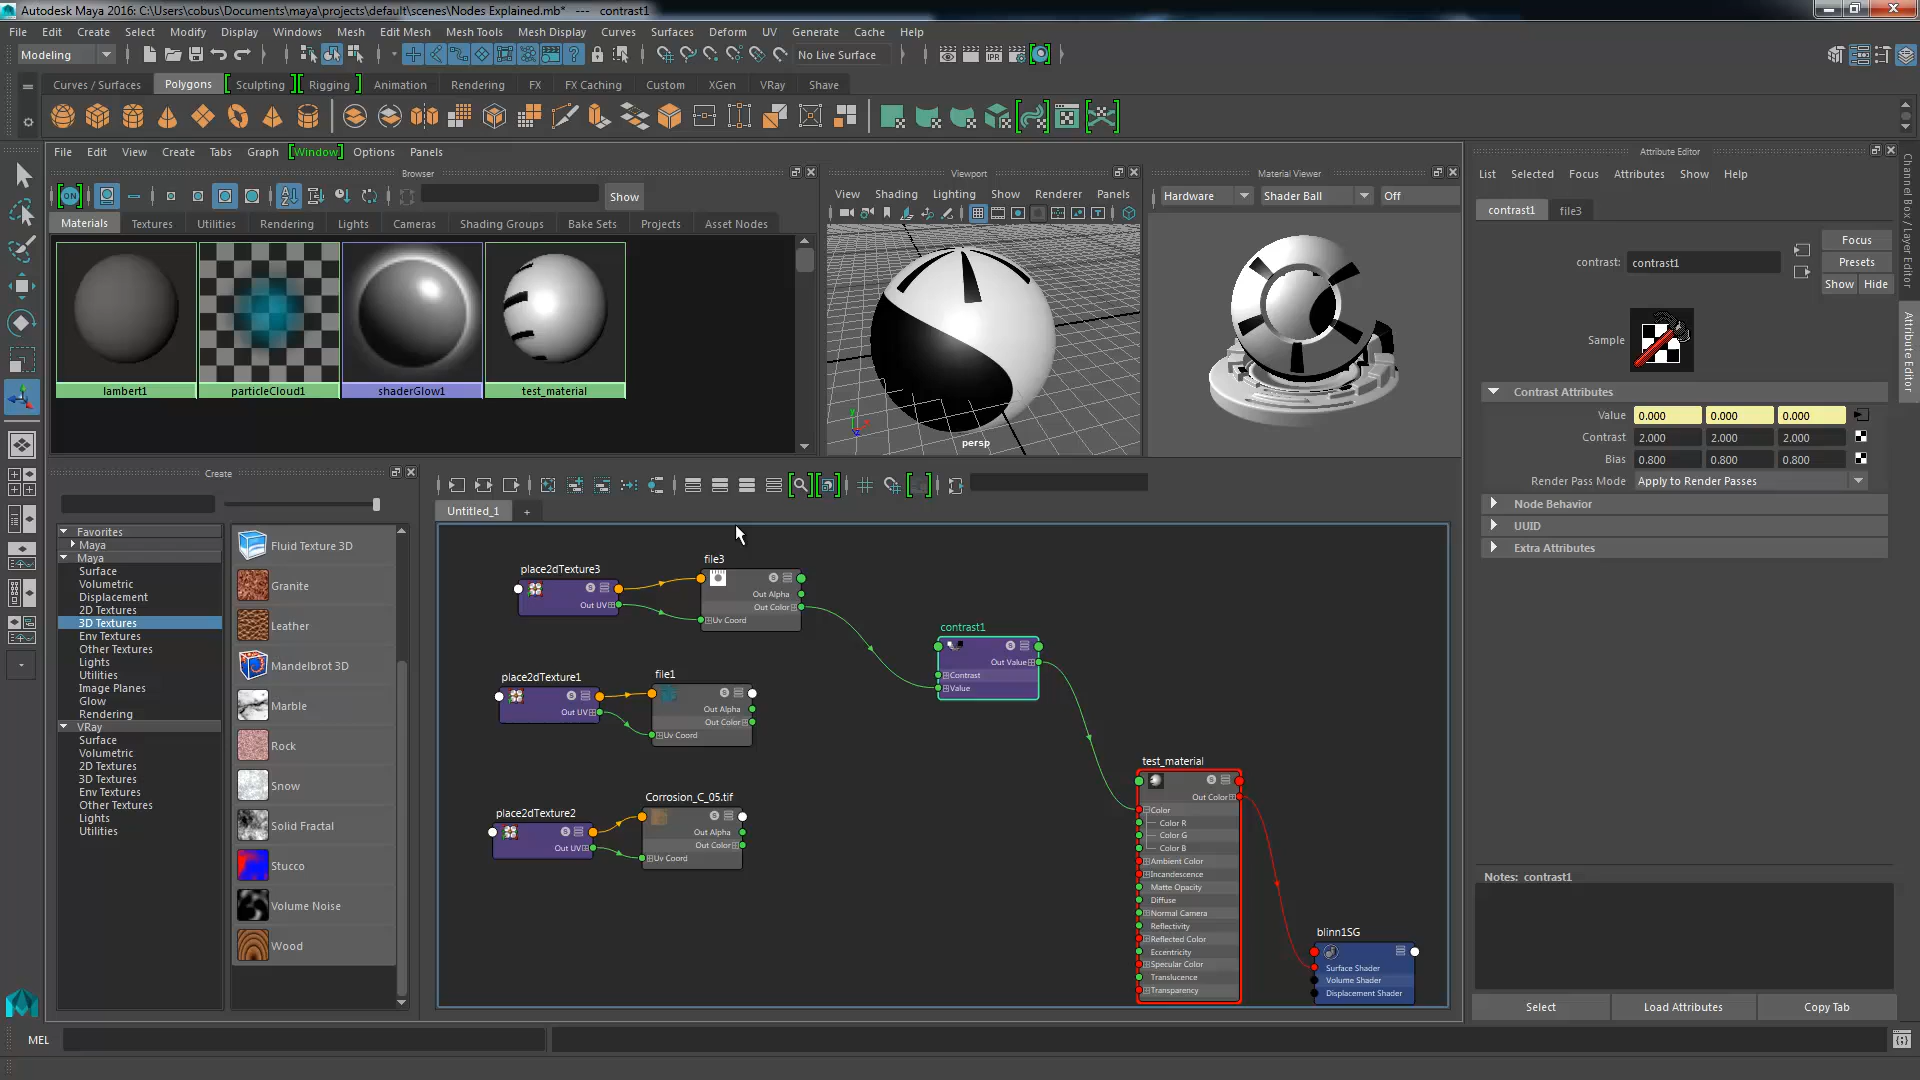 Autodesk Maya 2016: C:\Users\cobus\Documents\maya\projects\default\scenes\Nodes Explained.mb* --- contrast1
File Edit Create Select Modify Display Windows Mesh Edit Mesh Mesh Tools Mesh Display Curves Surfaces Deform UV Generate Cache Help
Modeling No Live Surface
Curves / Surfaces Polygons Sculpting Rigging Animation Rendering FX FX Caching Custom XGen VRay Shave
File Edit View Create Tabs Graph Window Options Panels
Browser
ON Show
Materials Textures Utilities Rendering Lights Cameras Shading Groups Bake Sets Projects Asset Nodes
lambert1 particleCloud1 shaderGlow1 test_material
Viewport
View Shading Lighting Show Renderer Panels
persp
Material Viewer
Hardware Shader Ball Off
Attribute Editor
List Selected Focus Attributes Show Help
contrast1 file3
contrast: contrast1
Focus
Presets
Show Hide
Sample
Contrast Attributes
Value 0.000 0.000 0.000
Contrast 2.000 2.000 2.000
Bias 0.800 0.800 0.800
Render Pass Mode Apply to Render Passes
Node Behavior
UUID
Extra Attributes
Notes: contrast1
Select Load Attributes Copy Tab
Channel Box / Layer Editor
Attribute Editor
Create
Favorites
Maya
Maya
Surface
Volumetric
Displacement
2D Textures
3D Textures
Env Textures
Other Textures
Lights
Utilities
Image Planes
Glow
Rendering
VRay
Surface
Volumetric
2D Textures
3D Textures
Env Textures
Other Textures
Lights
Utilities
Fluid Texture 3D
Granite
Leather
Mandelbrot 3D
Marble
Rock
Snow
Solid Fractal
Stucco
Volume Noise
Wood
Untitled_1 +
place2dTexture3
Out UV
file3
Out Alpha
Out Color
Uv Coord
place2dTexture1
Out UV
file1
Out Alpha
Out Color
Uv Coord
place2dTexture2
Out UV
Corrosion_C_05.tif
Out Alpha
Out Color
Uv Coord
contrast1
Out Value
Contrast
Value
test_material
Out Color
Color
Color R
Color G
Color B
Ambient Color
Incandescence
Matte Opacity
Diffuse
Normal Camera
Reflectivity
Reflected Color
Eccentricity
Specular Color
Translucence
Transparency
blinn1SG
Surface Shader
Volume Shader
Displacement Shader
MEL